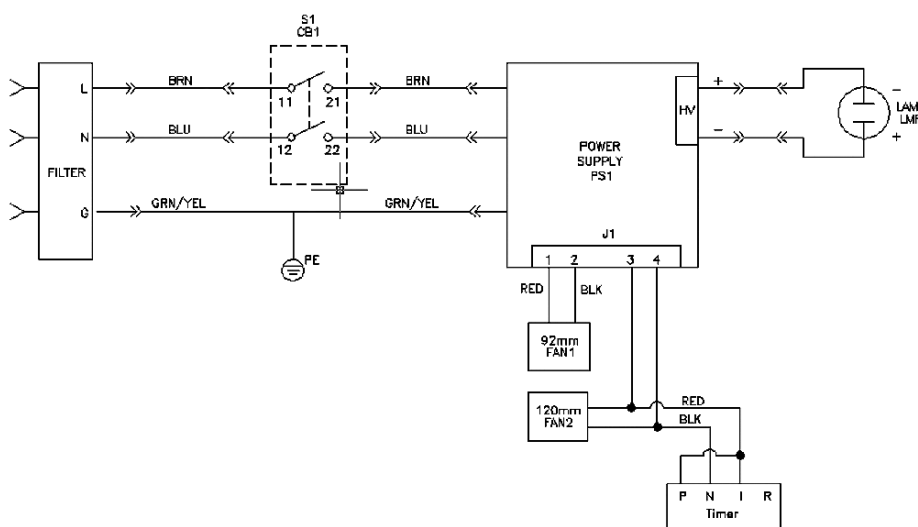 S1
CB1
L
BRN
11
21
BRN
HV
+
-
-
+
N
BLU
12
22
BLU
FILTER
POWER
SUPPLY
PS1
G
GRN/YEL
GRN/YEL
PE
J1
1 2 3 4
RED
BLK
92mm
FAN1
120mm
FAN2
RED
BLK
P N I R
Timer